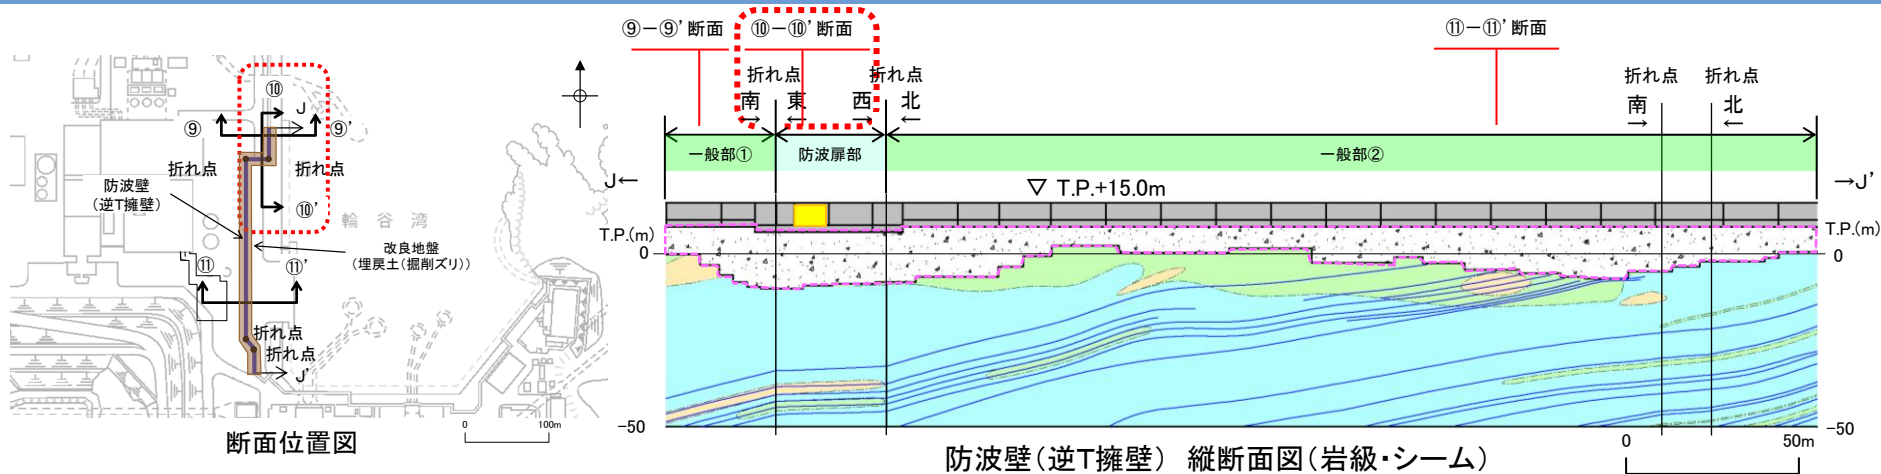 ⑩
J
⑨
⑨’
折れ点
折れ点
防波壁
(逆T擁壁)
⑩’
輪谷湾
改良地盤
(埋戻土(掘削ズリ))
⑪
⑪’
折れ点
折れ点
J’
0
100m
断面位置図
⑨－⑨’断面
⑩－⑩’断面
⑪－⑪’断面
折れ点
折れ点
折れ点
折れ点
南
東
西
北
南
北
→
←
→
←
→
←
一般部①
防波扉部
一般部②
J←
▽ T.P.+15.0m
→J’
T.P.(m)
T.P.(m)
0
0
-50
-50
0
50m
防波壁(逆T擁壁) 縦断面図(岩級・シーム)